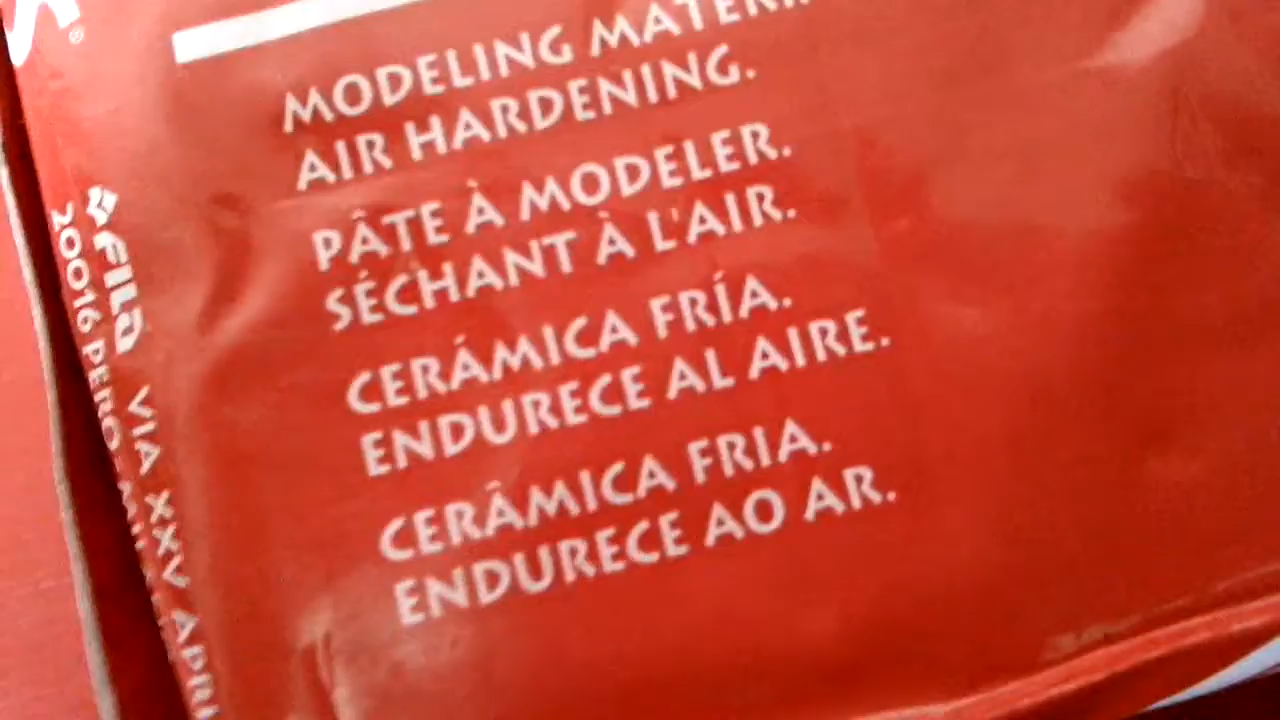 MODELING
AIR HARDENING.
PÂTE À MODELER.
SÉCHANT À L'AIR.
CERÁMICA FRÍA.
ENDURECE AL AIRE.
CERÂMICA FRIA.
ENDURECE AO AR.
FILA VIA XXV
20016 PERO